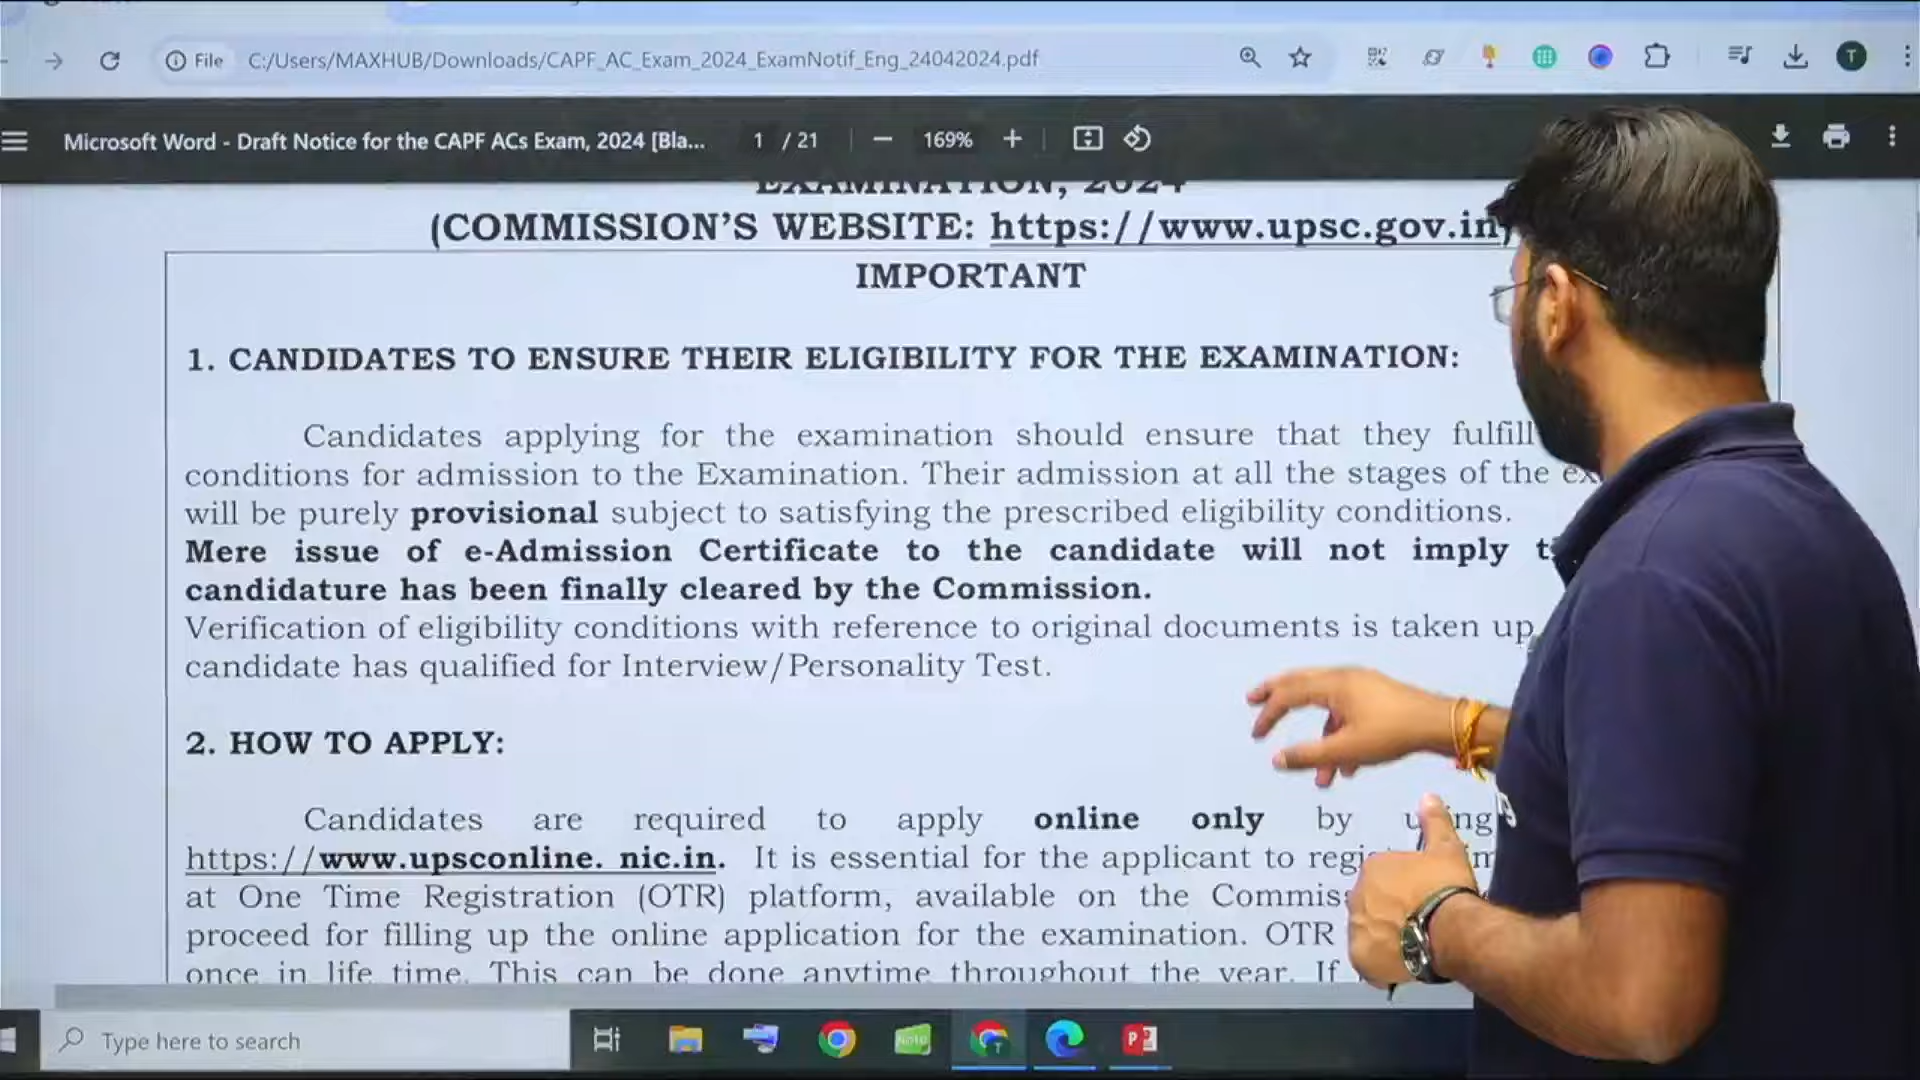 File C:/Users/MAXHUB/Downloads/CAPF_AC_Exam_2024_ExamNotif_Eng_24042024.pdf
T
Microsoft Word - Draft Notice for the CAPF ACs Exam, 2024 [Bla... 1 / 21 169%
EXAMINATION, 2024
(COMMISSION'S WEBSITE: https://www.upsc.gov.in)
IMPORTANT
1. CANDIDATES TO ENSURE THEIR ELIGIBILITY FOR THE EXAMINATION:
Candidates applying for the examination should ensure that they fulfill
conditions for admission to the Examination. Their admission at all the stages of the
will be purely provisional subject to satisfying the prescribed eligibility conditions.
Mere issue of e-Admission Certificate to the candidate will not imply
candidature has been finally cleared by the Commission.
Verification of eligibility conditions with reference to original documents is taken up
candidate has qualified for Interview/Personality Test.
2. HOW TO APPLY:
Candidates are required to apply online only by
https://www.upsconline. nic.in. It is essential for the applicant to
at One Time Registration (OTR) platform, available on the
proceed for filling up the online application for the examination. OTR
once in life time. This can be done anytime throughout the year. If
Type here to search